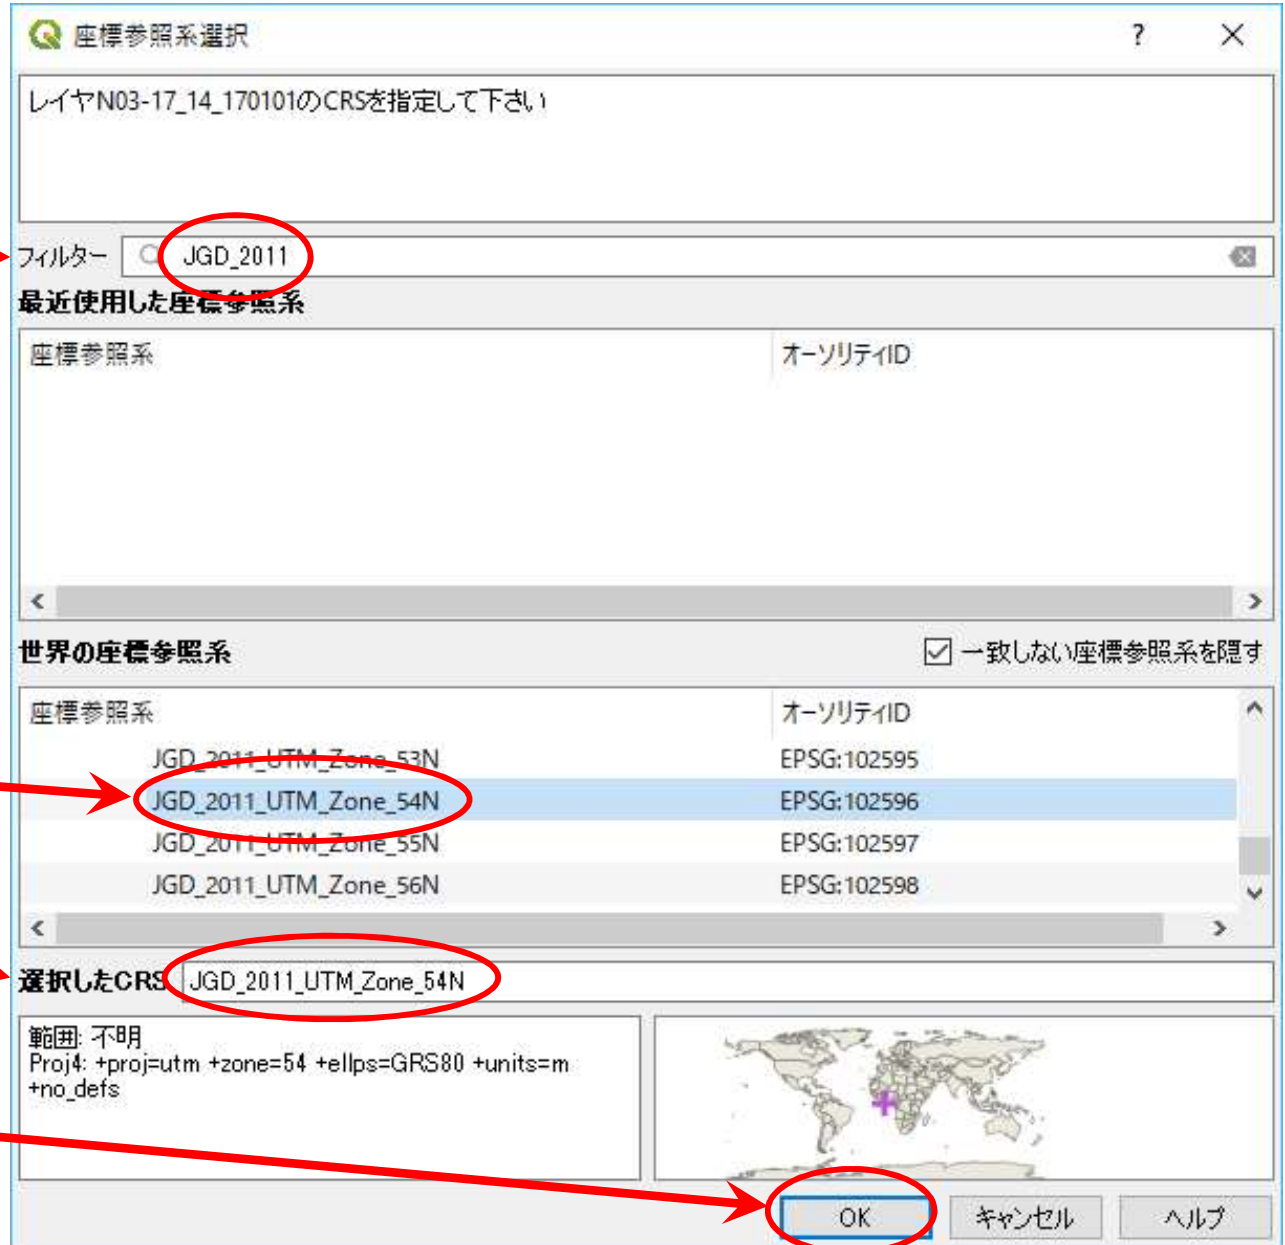 座標参照系選択
?
レイヤN03-17_14_170101のCRSを指定して下さい
フィルター JGD_2011
最近使用した座標参照系
座標参照系 オーソリティID
世界の座標参照系 一致しない座標参照系を隠す
座標参照系 オーソリティID
JGD_2011_UTM_Zone_53N EPSG:102595
JGD_2011_UTM_Zone_54N EPSG:102596
JGD_2011_UTM_Zone_55N EPSG:102597
JGD_2011_UTM_Zone_56N EPSG:102598
選択したCRS JGD_2011_UTM_Zone_54N
範囲: 不明
Proj4: +proj=utm +zone=54 +ellps=GRS80 +units=m
+no_defs
OK キャンセル ヘルプ